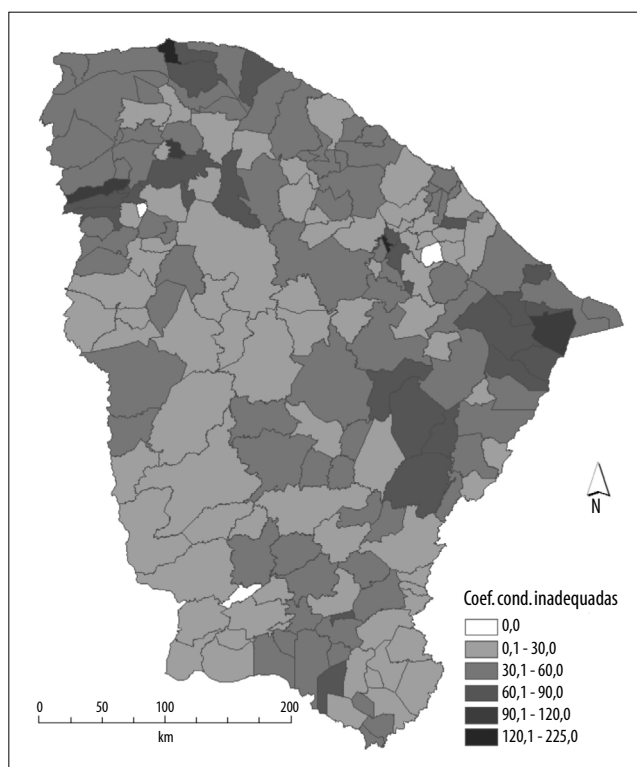 N
Coef. cond. inadequadas
0,0
0,1 - 30,0
30,1 - 60,0
60,1 - 90,0
90,1 - 120,0
120,1 - 225,0
0 50 100 200
km